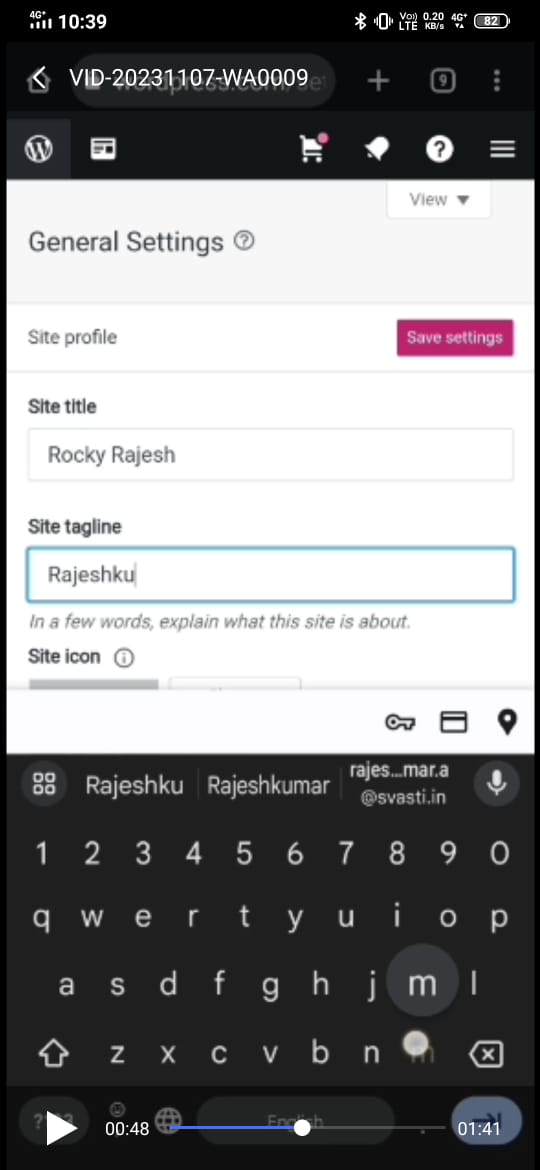 4G+ 10:39 Vo)) LTE 0.20 KB/s 4G+ 82
VID-20231107-WA0009
9
View
General Settings
Site profile
Save settings
Site title
Rocky Rajesh
Site tagline
Rajeshku
In a few words, explain what this site is about.
Site icon
Rajeshku Rajeshkumar rajes...mar.a
@svasti.in
1 2 3 4 5 6 7 8 9 0
q w e r t y u i o p
a s d f g h j m l
z x c v b n m
English
00:48 01:41